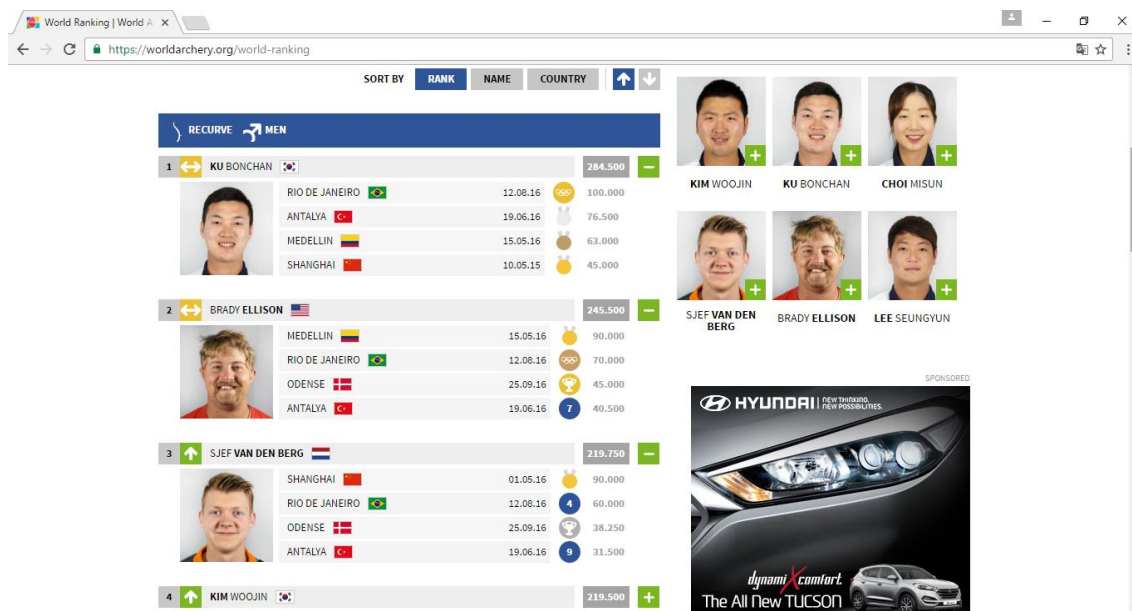 World Ranking | World A
https://worldarchery.org/world-ranking
SORT BY RANK NAME COUNTRY
RECURVE MEN
1 KU BONCHAN 284.500
RIO DE JANEIRO 12.08.16 100.000
ANTALYA 19.06.16 76.500
MEDELLIN 15.05.16 63.000
SHANGHAI 10.05.15 45.000
2 BRADY ELLISON 245.500
MEDELLIN 15.05.16 90.000
RIO DE JANEIRO 12.08.16 70.000
ODENSE 25.09.16 45.000
ANTALYA 19.06.16 7 40.500
3 SJEF VAN DEN BERG 219.750
SHANGHAI 01.05.16 90.000
RIO DE JANEIRO 12.08.16 4 60.000
ODENSE 25.09.16 38.250
ANTALYA 19.06.16 9 31.500
4 KIM WOOJIN 219.500
KIM WOOJIN KU BONCHAN CHOI MISUN
SJEF VAN DEN BERG
BRADY ELLISON
LEE SEUNGYUN
SPONSORED
HYUNDAI NEW THINKING.
NEW POSSIBILITIES.
dynamiX comfort
The All New TUCSON